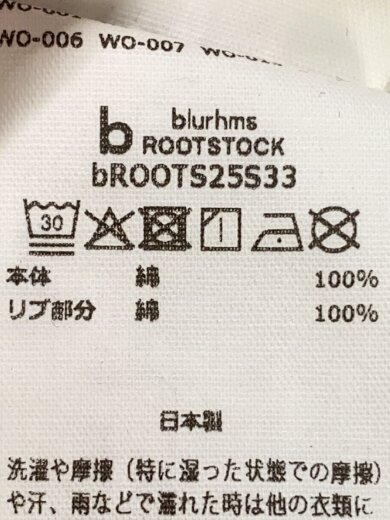 WO-006 WO-007
b blurhms
ROOTSTOCK
bROOTS25S33
30
本体 綿 100%
リブ部分 綿 100%
日本製
洗濯や摩擦（特に湿った状態での摩擦）
や汗、雨などで濡れた時は他の衣類に